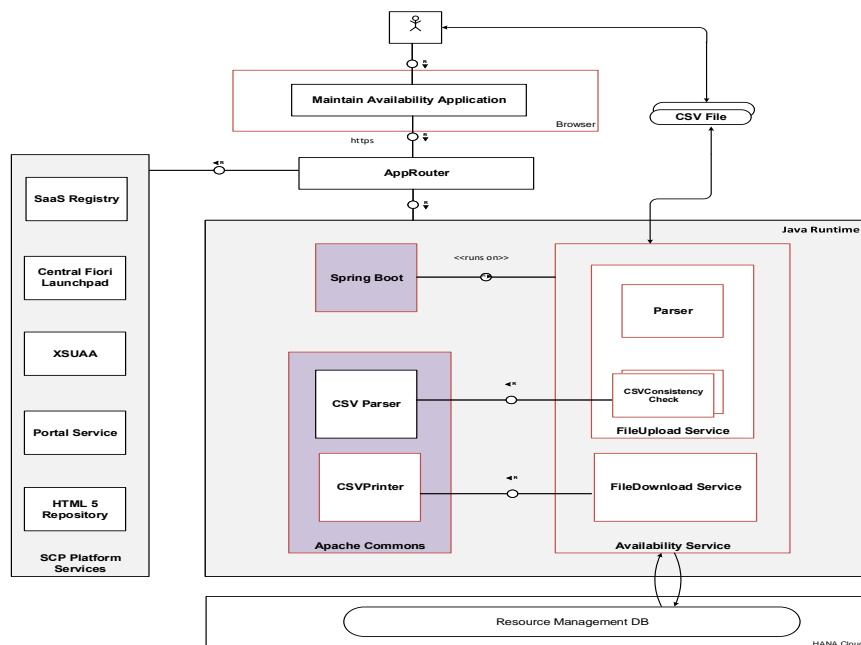 R
Maintain Availability Application
Browser
CSV File
https
R
R
AppRouter
R
SaaS Registry
Central Fiori
Launchpad
XSUAA
Portal Service
HTML 5
Repository
SCP Platform
Services
Java Runtime
Spring Boot
<<runs on>>
R
Parser
CSV Parser
R
CSVConsistency
Check
FileUpload Service
CSVPrinter
R
FileDownload Service
Apache Commons
Availability Service
Resource Management DB
HANA Cloud